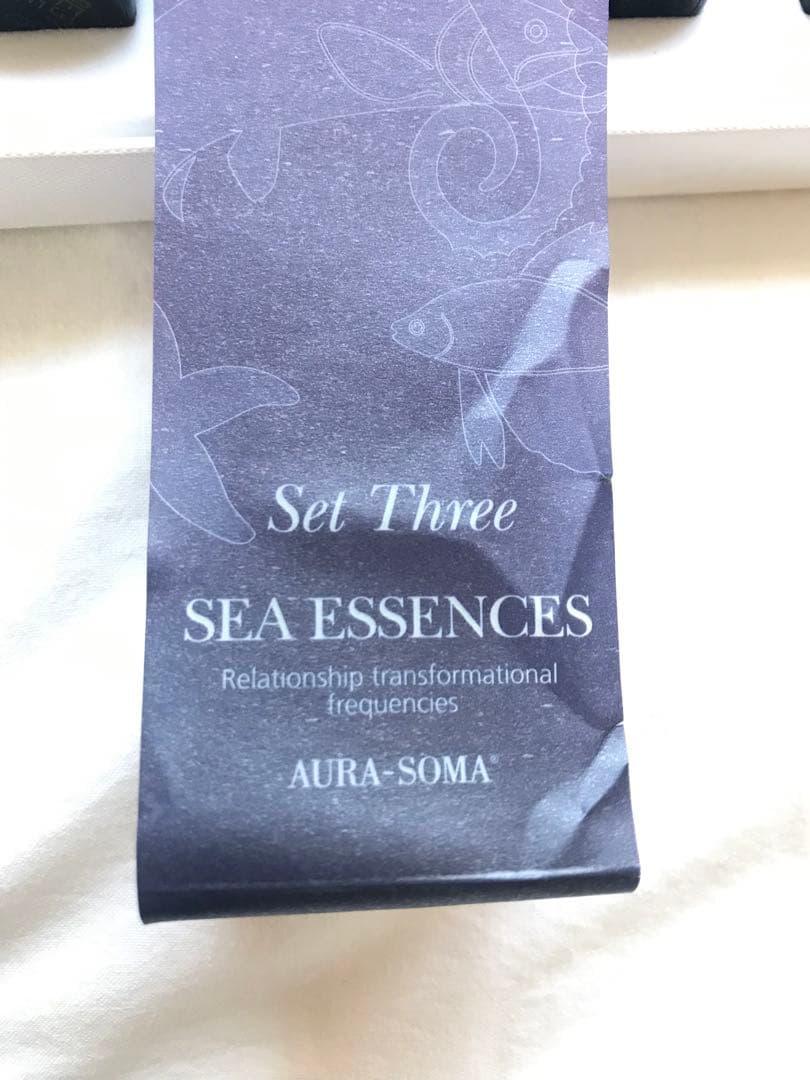 Set Three
SEA ESSENCES
Relationship transformational
frequencies
AURA-SOMA®